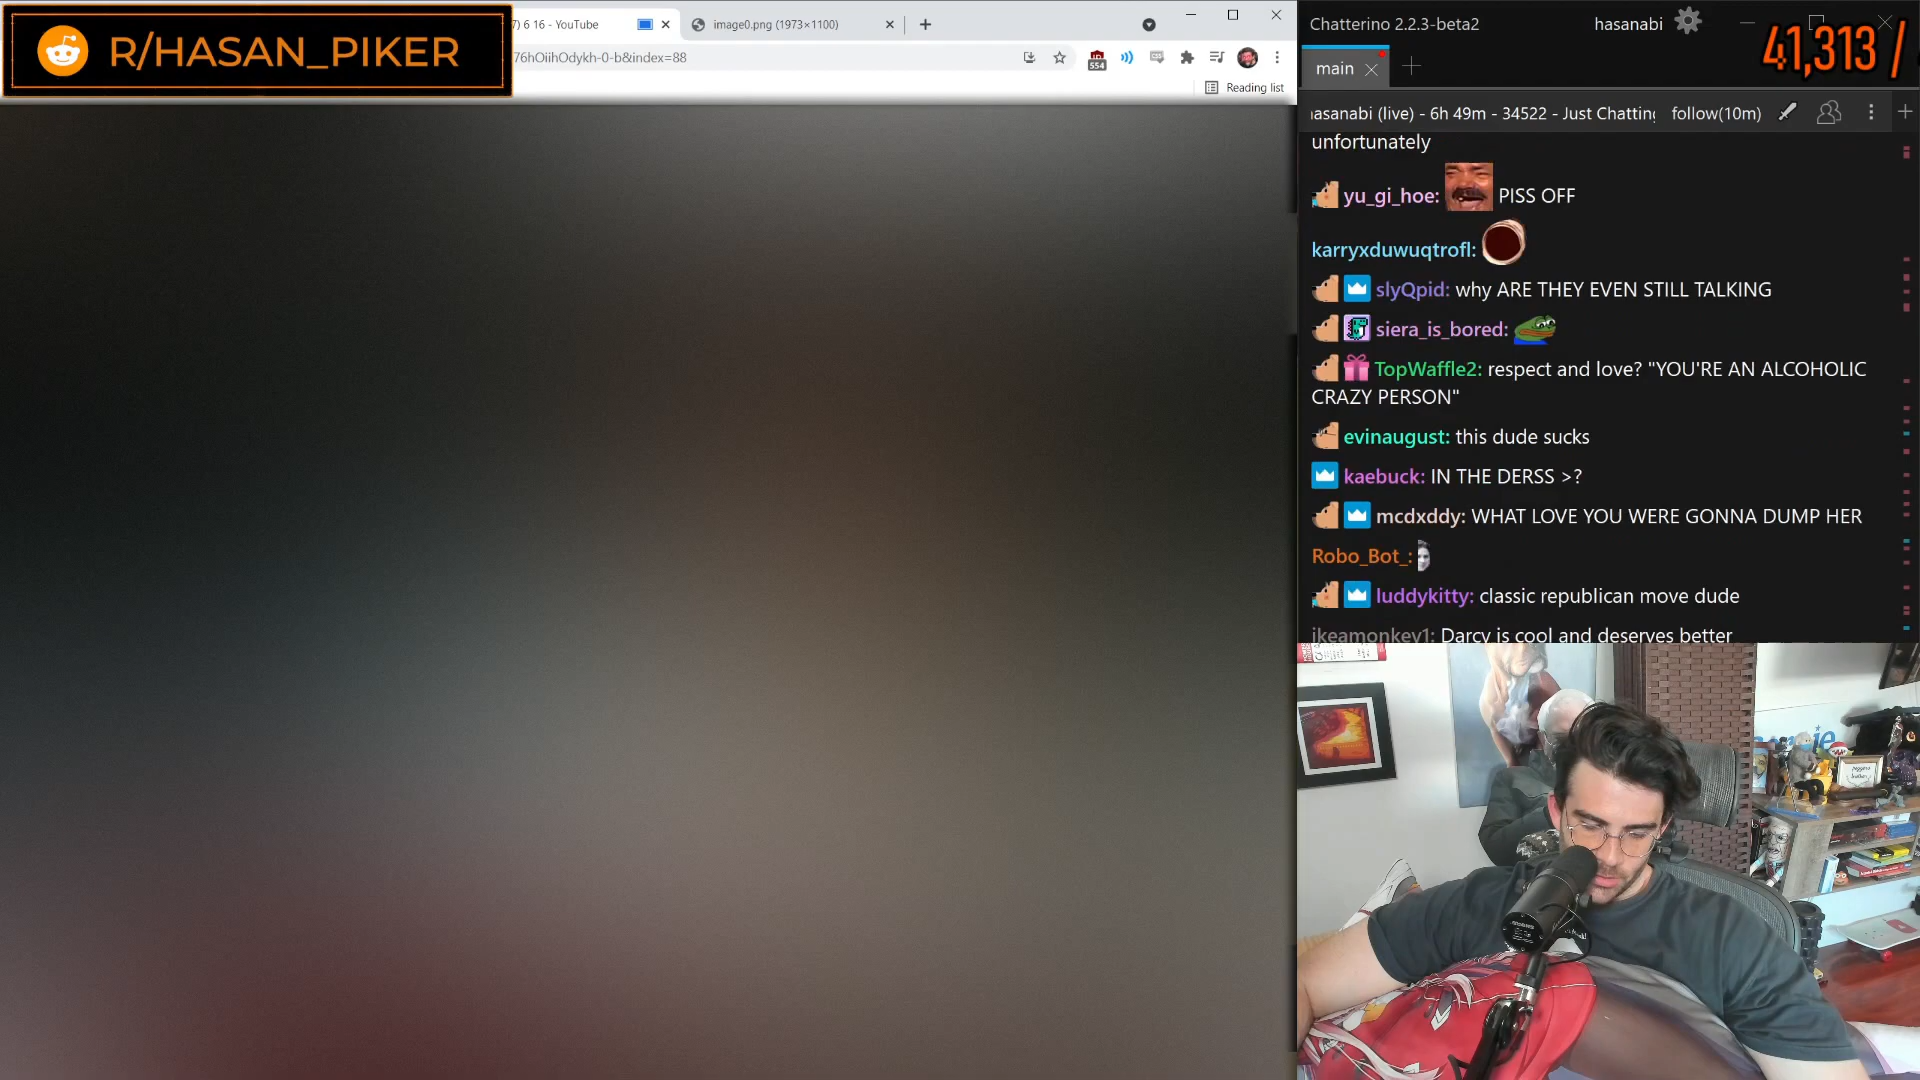 R/HASAN_PIKER
7) 6 16 - YouTube
image0.png (1973×1100)
76hOiihOdykh-0-b&index=88
554
Reading list
Chatterino 2.2.3-beta2
hasanabi
41,313 /
main
hasanabi (live) - 6h 49m - 34522 - Just Chatting
follow(10m)
unfortunately
yu_gi_hoe: PISS OFF
karryxduwuqtrofl:
slyQpid: why ARE THEY EVEN STILL TALKING
siera_is_bored:
TopWaffle2: respect and love? "YOU'RE AN ALCOHOLIC
CRAZY PERSON"
evinaugust: this dude sucks
kaebuck: IN THE DERSS >?
mcdxddy: WHAT LOVE YOU WERE GONNA DUMP HER
Robo_Bot_:
luddykitty: classic republican move dude
ikeamonkey1: Darcy is cool and deserves better